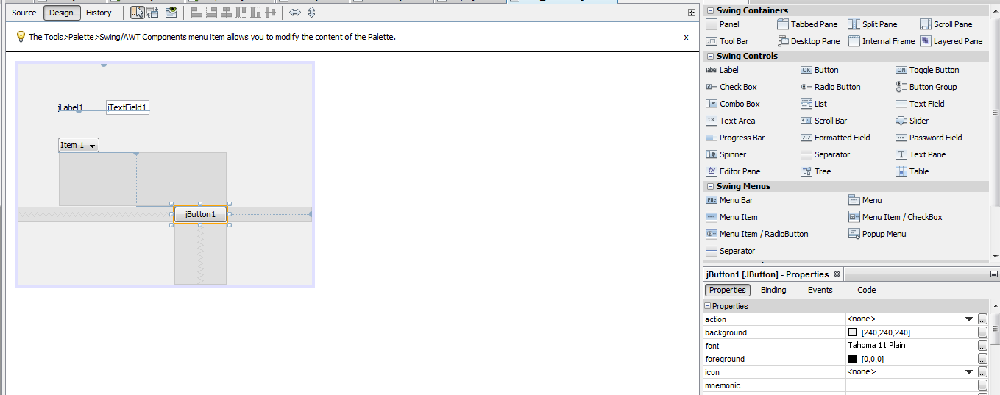 Source Design History
The Tools>Palette>Swing/AWT Components menu item allows you to modify the content of the Palette. x
jLabel1 jTextField1
Item 1
jButton1
Swing Containers
Panel Tabbed Pane Split Pane Scroll Pane
Tool Bar Desktop Pane Internal Frame Layered Pane
Swing Controls
label Label OK Button ON Toggle Button
Check Box Radio Button Button Group
Combo Box List Text Field
Text Area Scroll Bar Slider
Progress Bar Formatted Field Password Field
Spinner Separator Text Pane
Editor Pane Tree Table
Swing Menus
File Menu Bar Menu
Menu Item Menu Item / CheckBox
Menu Item / RadioButton Popup Menu
Separator
jButton1 [JButton] - Properties
Properties Binding Events Code
Properties
action <none> ...
background [240,240,240] ...
font Tahoma 11 Plain ...
foreground [0,0,0] ...
icon <none> ...
mnemonic ...